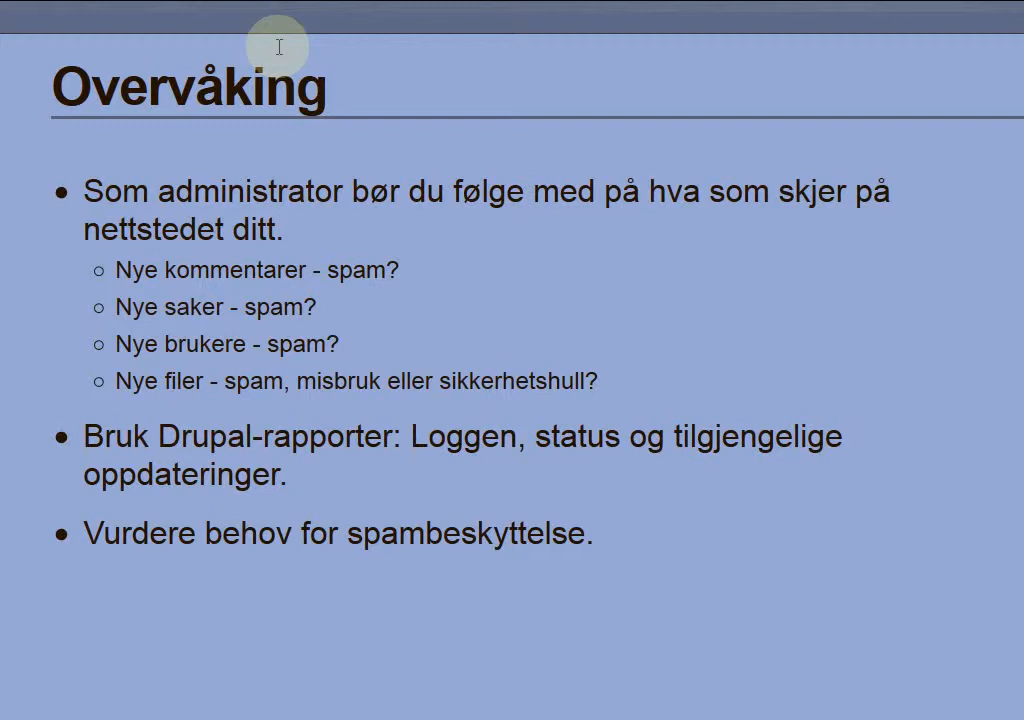 Overvåking
Som administrator bør du følge med på hva som skjer på
nettstedet ditt.
Nye kommentarer - spam?
Nye saker - spam?
Nye brukere - spam?
Nye filer - spam, misbruk eller sikkerhetshull?
Bruk Drupal-rapporter: Loggen, status og tilgjengelige
oppdateringer.
Vurdere behov for spambeskyttelse.